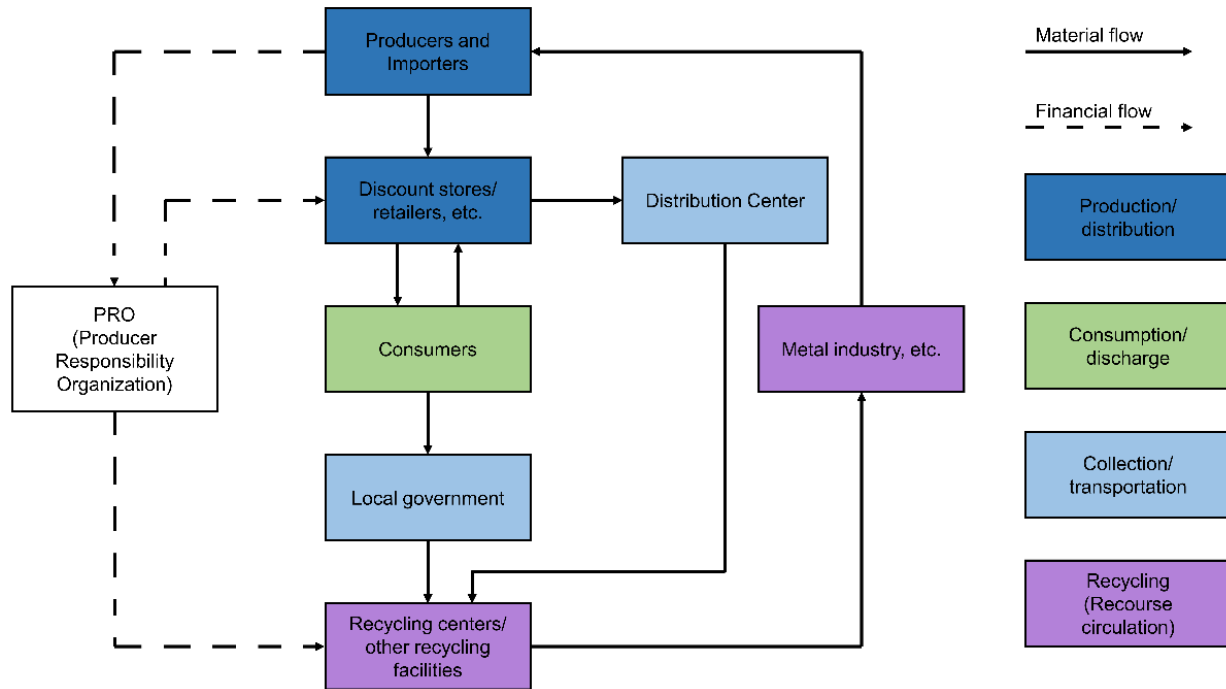 Producers and
Importers
Material flow
Financial flow
Discount stores/
retailers, etc.
Distribution Center
Production/
distribution
PRO
(Producer
Responsibility
Organization)
Consumers
Metal industry, etc.
Consumption/
discharge
Local government
Collection/
transportation
Recycling centers/
other recycling
facilities
Recycling
(Recourse
circulation)